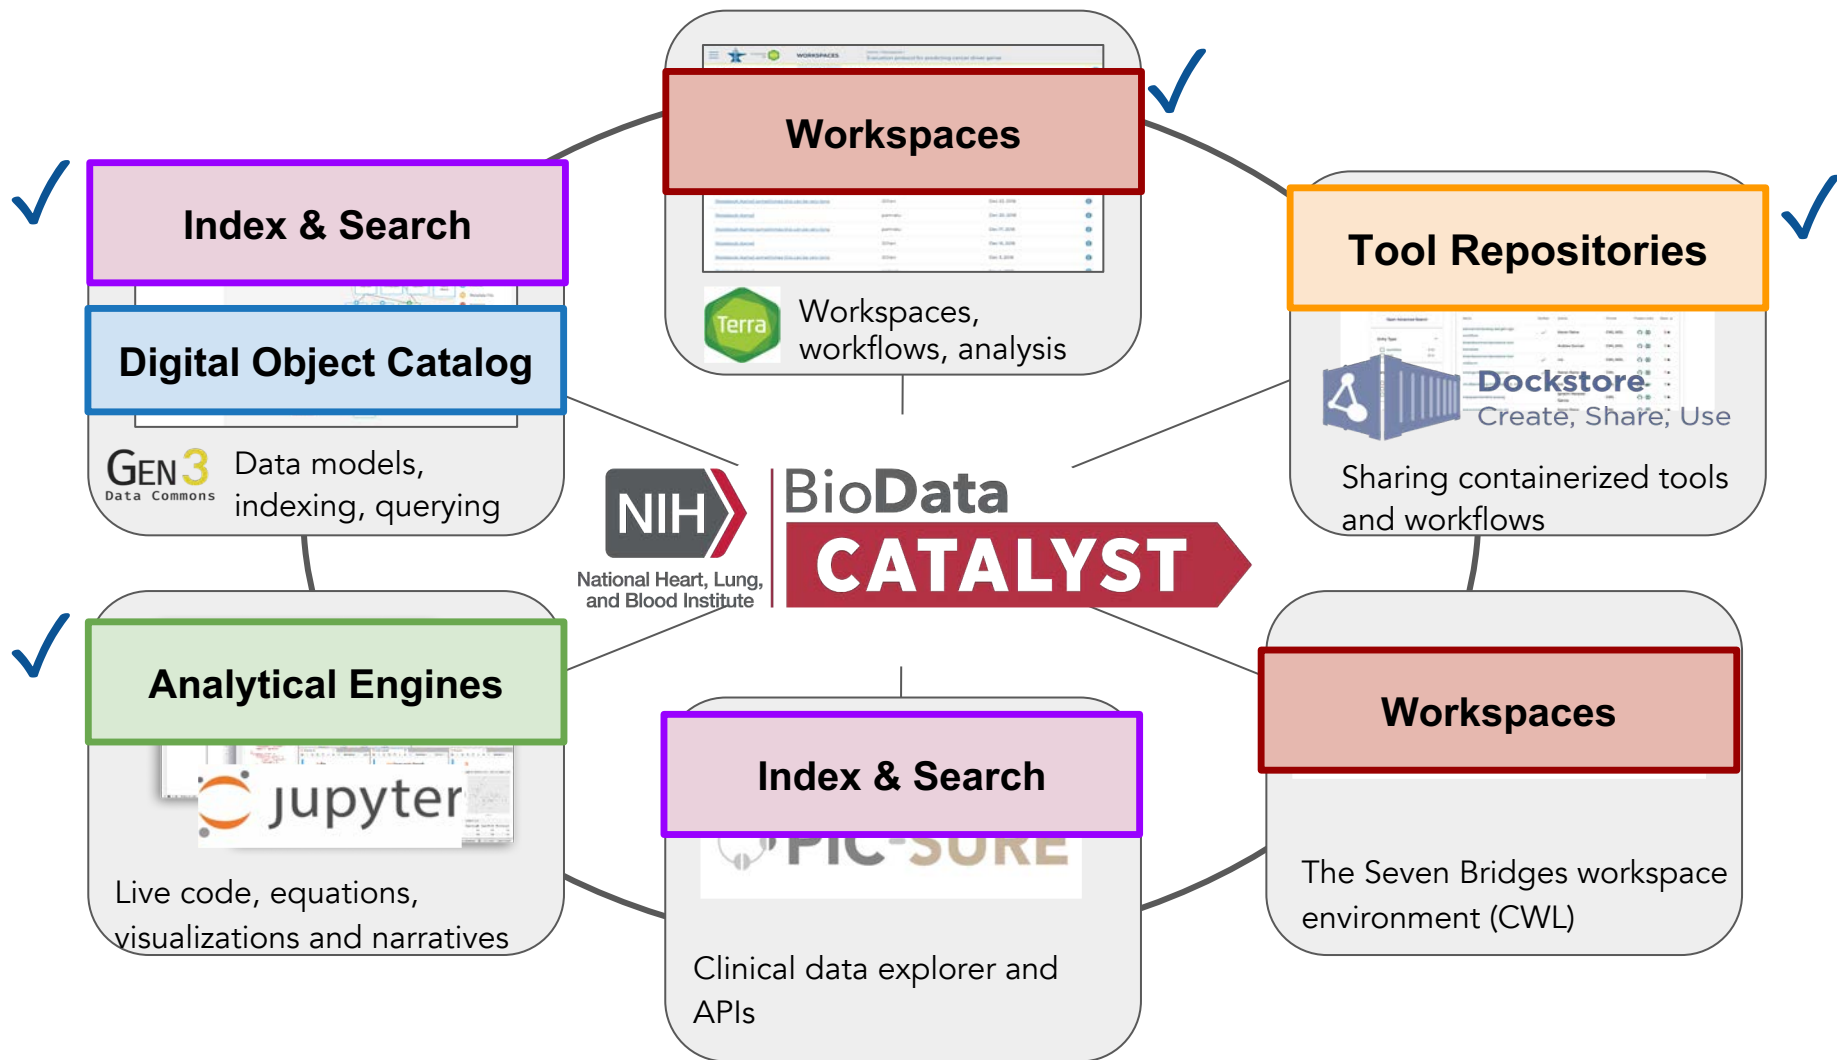 WORKSPACES
Workspaces
Terra
Workspaces,
workflows, analysis
Index & Search
Digital Object Catalog
GEN3
Data Commons
Data models,
indexing, querying
Tool Repositories
Dockstore
Create, Share, Use
Sharing containerized tools
and workflows
NIH
National Heart, Lung,
and Blood Institute
BioData
CATALYST
Analytical Engines
jupyter
Live code, equations,
visualizations and narratives
Index & Search
PIC-SURE
Clinical data explorer and
APIs
Workspaces
The Seven Bridges workspace
environment (CWL)